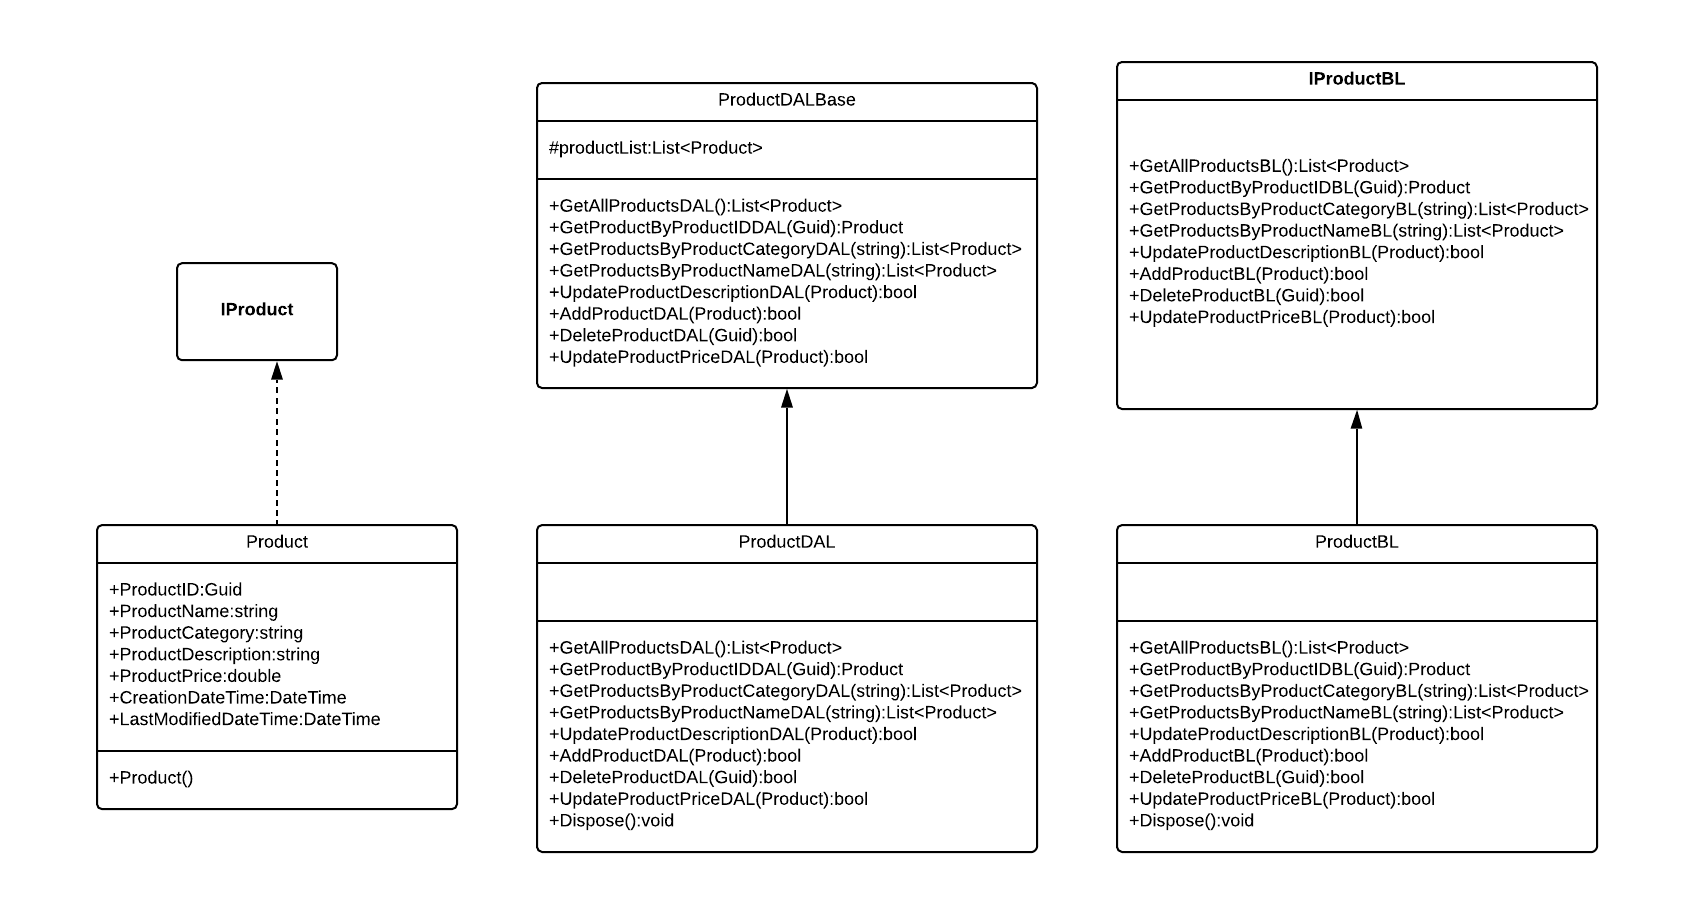 IProduct
Product
+ProductID:Guid
+ProductName:string
+ProductCategory:string
+ProductDescription:string
+ProductPrice:double
+CreationDateTime:DateTime
+LastModifiedDateTime:DateTime
+Product()
ProductDALBase
#productList:List<Product>
+GetAllProductsDAL():List<Product>
+GetProductByProductIDDAL(Guid):Product
+GetProductsByProductCategoryDAL(string):List<Product>
+GetProductsByProductNameDAL(string):List<Product>
+UpdateProductDescriptionDAL(Product):bool
+AddProductDAL(Product):bool
+DeleteProductDAL(Guid):bool
+UpdateProductPriceDAL(Product):bool
ProductDAL
+GetAllProductsDAL():List<Product>
+GetProductByProductIDDAL(Guid):Product
+GetProductsByProductCategoryDAL(string):List<Product>
+GetProductsByProductNameDAL(string):List<Product>
+UpdateProductDescriptionDAL(Product):bool
+AddProductDAL(Product):bool
+DeleteProductDAL(Guid):bool
+UpdateProductPriceDAL(Product):bool
+Dispose():void
IProductBL
+GetAllProductsBL():List<Product>
+GetProductByProductIDBL(Guid):Product
+GetProductsByProductCategoryBL(string):List<Product>
+GetProductsByProductNameBL(string):List<Product>
+UpdateProductDescriptionBL(Product):bool
+AddProductBL(Product):bool
+DeleteProductBL(Guid):bool
+UpdateProductPriceBL(Product):bool
ProductBL
+GetAllProductsBL():List<Product>
+GetProductByProductIDBL(Guid):Product
+GetProductsByProductCategoryBL(string):List<Product>
+GetProductsByProductNameBL(string):List<Product>
+UpdateProductDescriptionBL(Product):bool
+AddProductBL(Product):bool
+DeleteProductBL(Guid):bool
+UpdateProductPriceBL(Product):bool
+Dispose():void